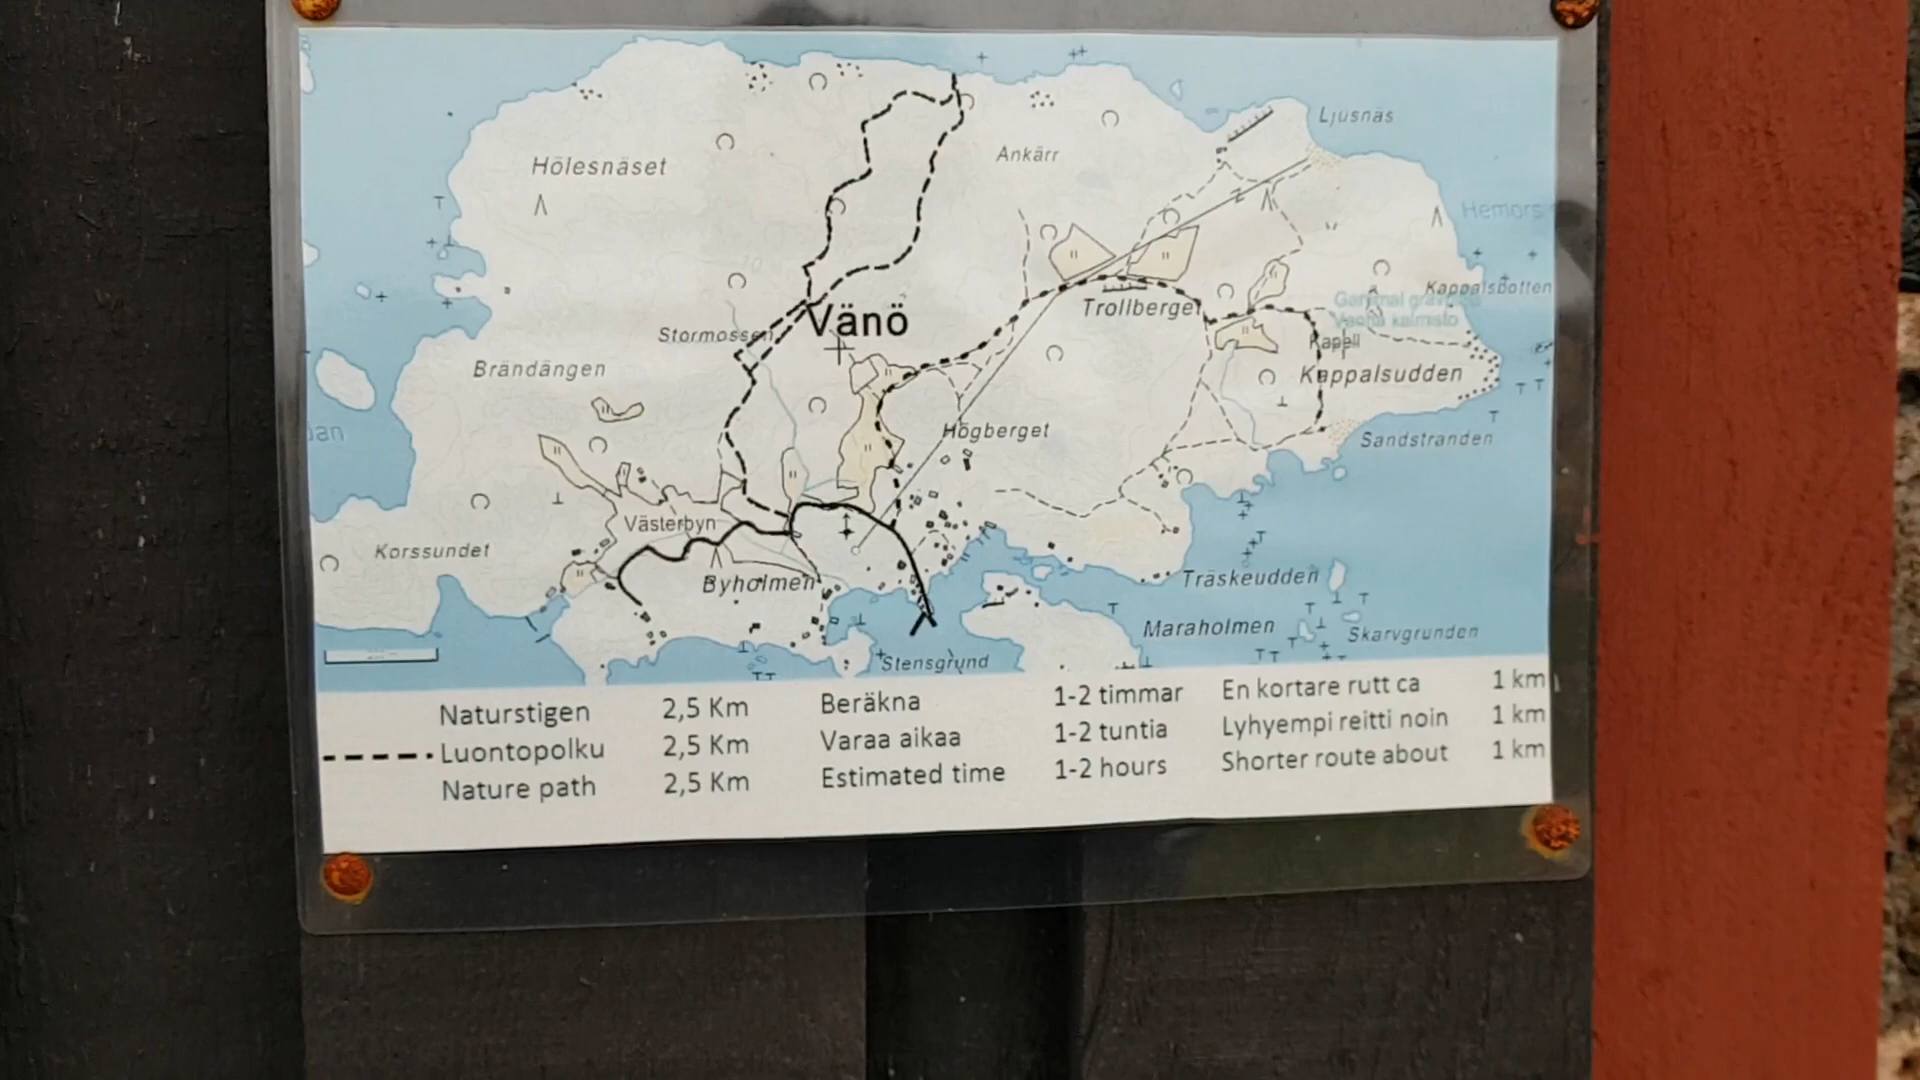 Ljusnäs
Ankärr
Hölesnäset
Hemors
Kappalsbotten
Trollberget
Vänö
Stormossen
Kapell
Brändängen
Kappalsudden
Högberget
Sandstranden
Västerbyn
Korssundet
Byholmen
Träskeudden
Maraholmen
Skarvgrunden
Stensgrund
Naturstigen 2,5 Km Beräkna 1-2 timmar En kortare rutt ca 1 km
Luontopolku 2,5 Km Varaa aikaa 1-2 tuntia Lyhyempi reitti noin 1 km
Nature path 2,5 Km Estimated time 1-2 hours Shorter route about 1 km